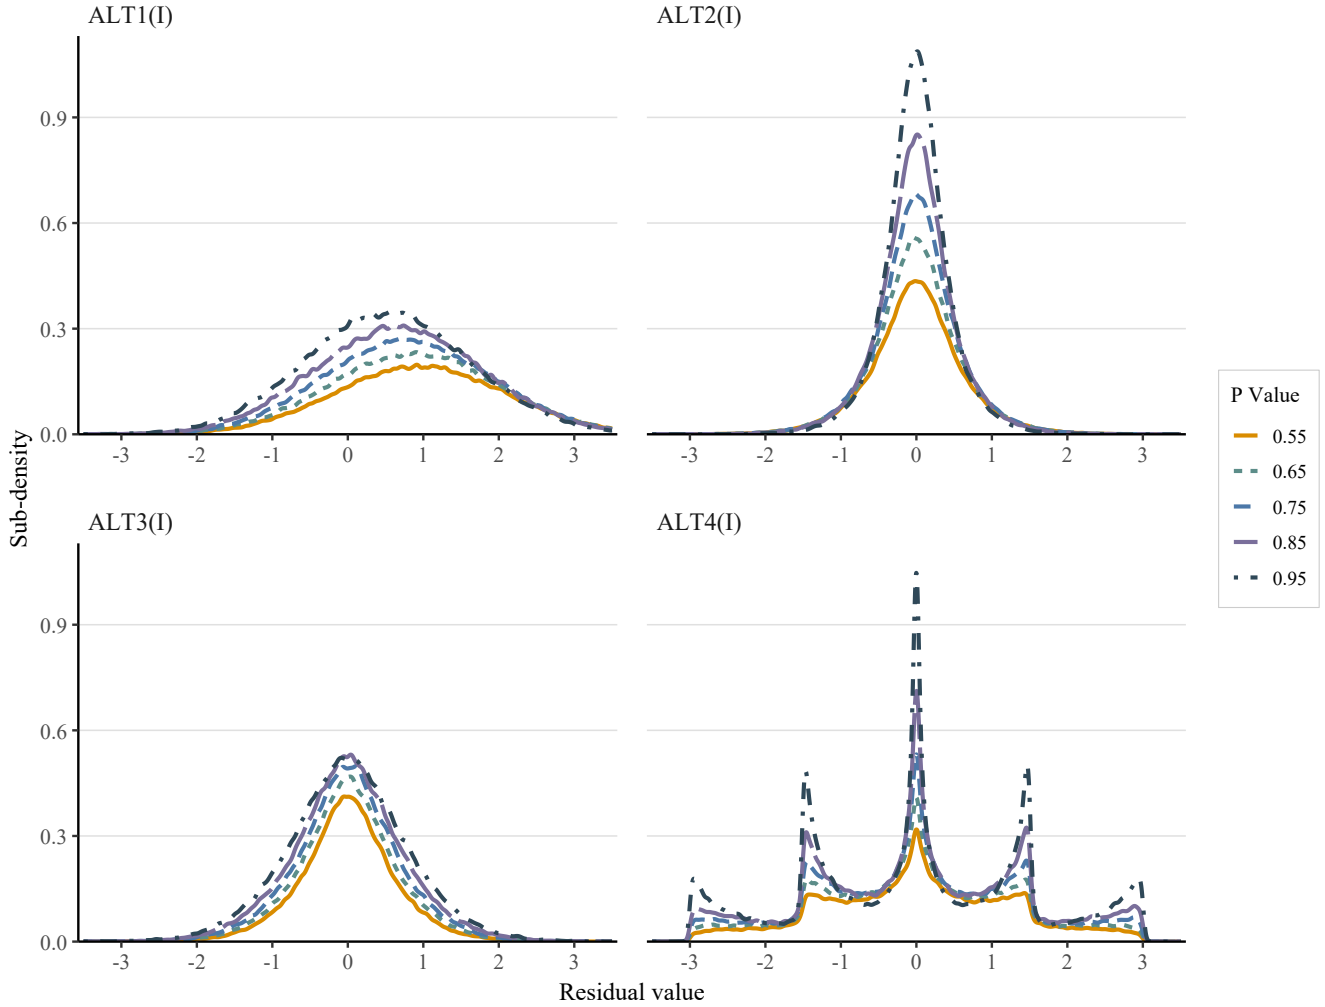 ALT1(I)
ALT2(I)
0.9
0.6
0.3
0.0
-3 -2 -1 0 1 2 3
-3 -2 -1 0 1 2 3
P Value
0.55
0.65
0.75
0.85
0.95
Sub-density
ALT3(I)
ALT4(I)
0.9
0.6
0.3
0.0
-3 -2 -1 0 1 2 3
-3 -2 -1 0 1 2 3
Residual value